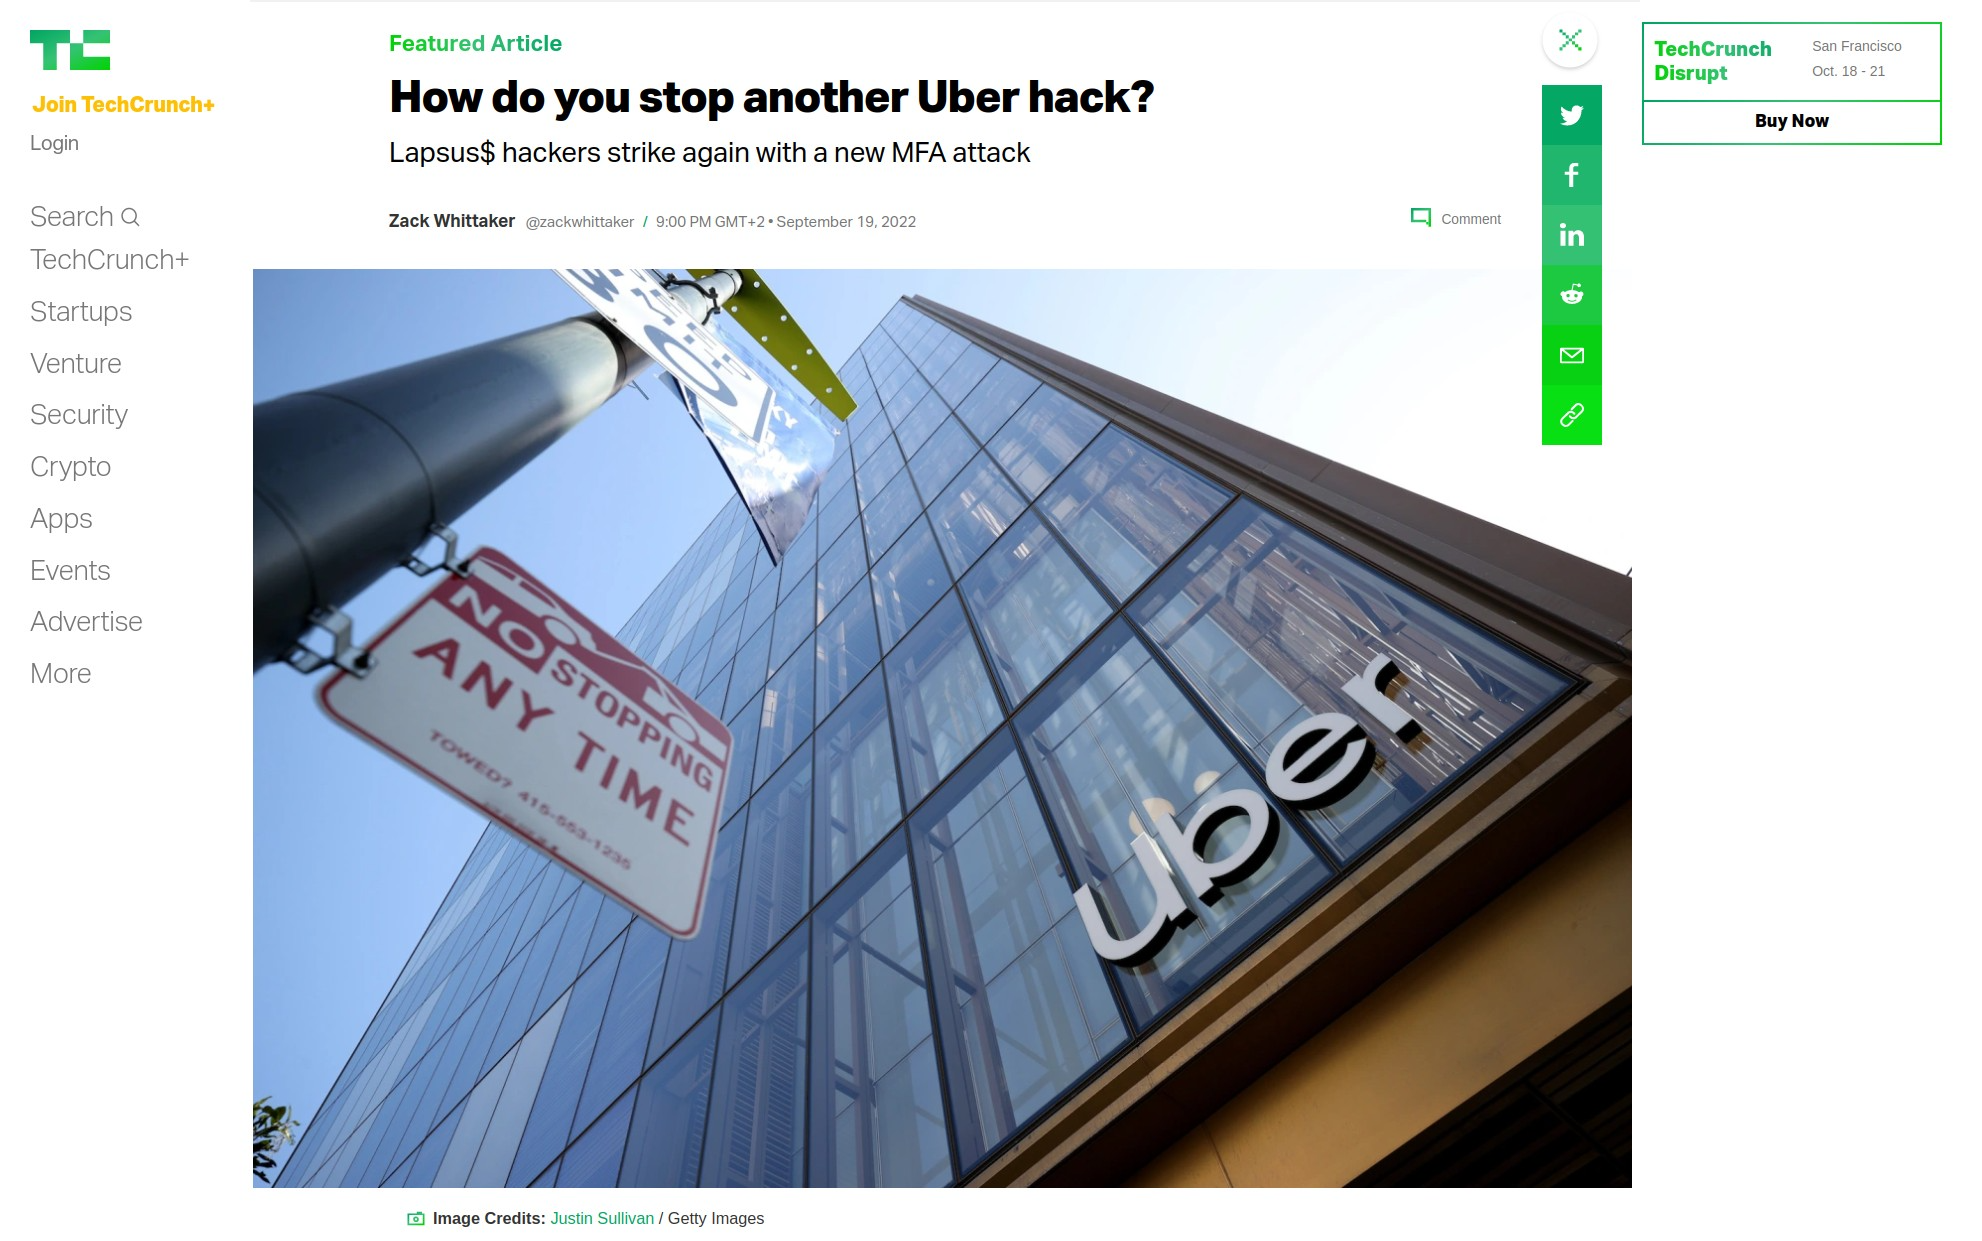 TC
Join TechCrunch+
Login
Search
TechCrunch+
Startups
Venture
Security
Crypto
Apps
Events
Advertise
More
Featured Article
How do you stop another Uber hack?
Lapsus$ hackers strike again with a new MFA attack
Zack Whittaker @zackwhittaker / 9:00 PM GMT+2 • September 19, 2022
Comment
NO STOPPING
ANY TIME
TOWED? 415-553-1235
uber
Image Credits: Justin Sullivan / Getty Images
TechCrunch San Francisco
Disrupt Oct. 18 - 21
Buy Now